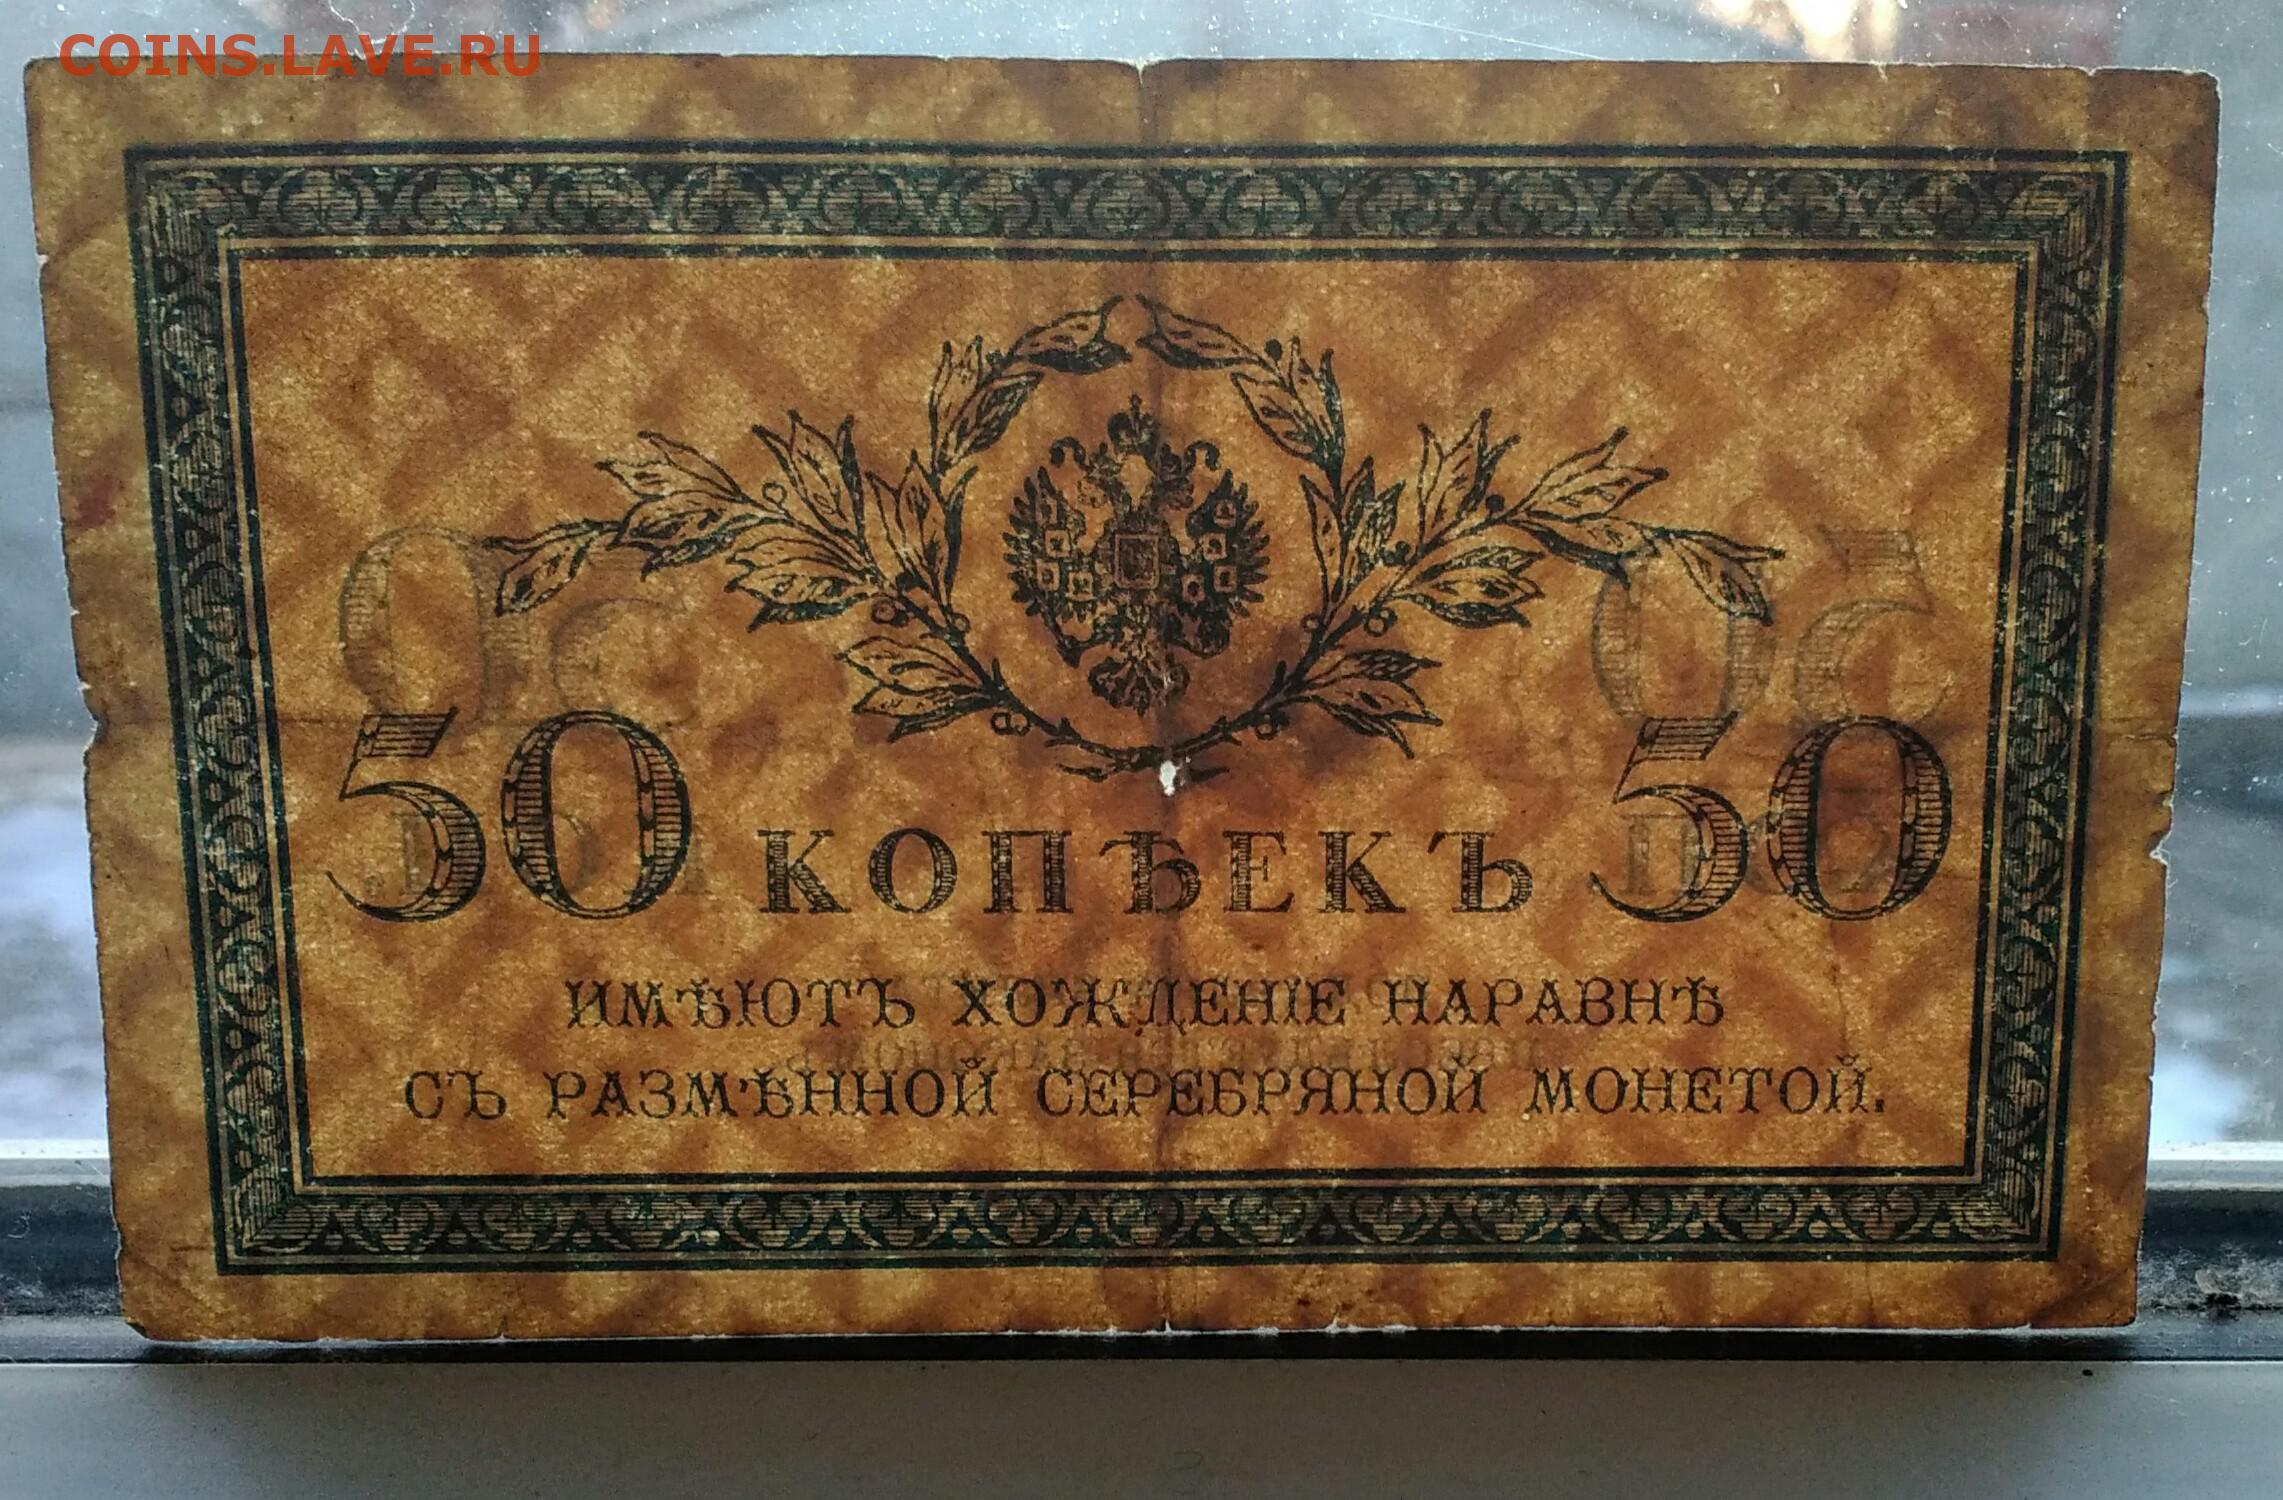 COINS.LAVE.RU
50 КОПѢЕКЪ 50
ИМѢЮТЪ ХОЖДЕНІЕ НАРАВНѢ
СЪ РАЗМѢННОЙ СЕРЕБРЯНОЙ МОНЕТОЙ.